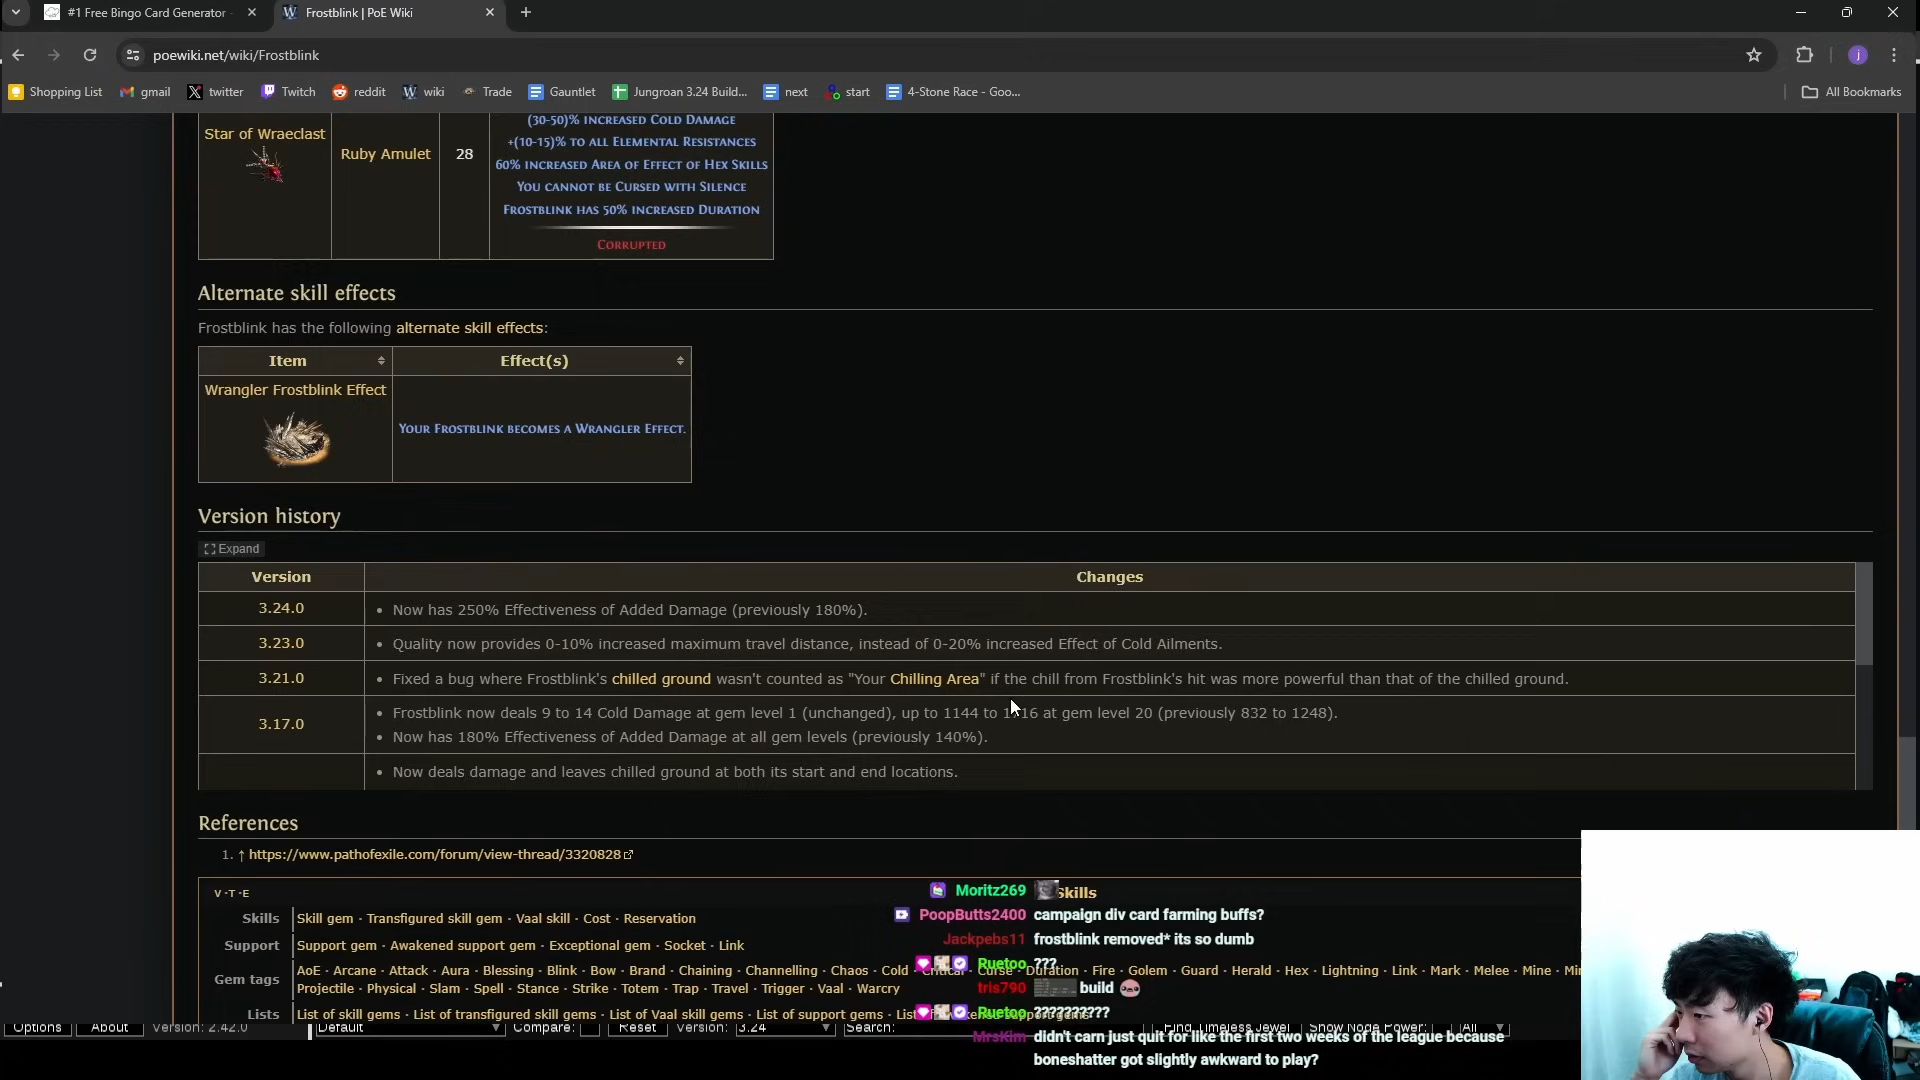 #1 Free Bingo Card Generator
Frostblink | PoE Wiki
poewiki.net/wiki/Frostblink
j
Shopping List
gmail
twitter
Twitch
reddit
wiki
Trade
Gauntlet
Jungroan 3.24 Build...
next
start
4-Stone Race - Goo...
All Bookmarks
Star of Wraeclast
Ruby Amulet
28
(30-50)% increased Cold Damage
+(10-15)% to all Elemental Resistances
60% increased Area of Effect of Hex Skills
You cannot be Cursed with Silence
Frostblink has 50% increased Duration
Corrupted
Alternate skill effects
Frostblink has the following alternate skill effects:
Item
Effect(s)
Wrangler Frostblink Effect
Your Frostblink becomes a Wrangler Effect.
Version history
Expand
Version
Changes
3.24.0
• Now has 250% Effectiveness of Added Damage (previously 180%).
3.23.0
• Quality now provides 0-10% increased maximum travel distance, instead of 0-20% increased Effect of Cold Ailments.
3.21.0
• Fixed a bug where Frostblink's chilled ground wasn't counted as "Your Chilling Area" if the chill from Frostblink's hit was more powerful than that of the chilled ground.
3.17.0
• Frostblink now deals 9 to 14 Cold Damage at gem level 1 (unchanged), up to 1144 to 1716 at gem level 20 (previously 832 to 1248).
• Now has 180% Effectiveness of Added Damage at all gem levels (previously 140%).
• Now deals damage and leaves chilled ground at both its start and end locations.
References
1. ↑ https://www.pathofexile.com/forum/view-thread/3320828
V · T · E
Skills
Skills
Skill gem · Transfigured skill gem · Vaal skill · Cost · Reservation
Support
Support gem · Awakened support gem · Exceptional gem · Socket · Link
Gem tags
AoE · Arcane · Attack · Aura · Blessing · Blink · Bow · Brand · Chaining · Channelling · Chaos · Cold · Critical · Curse · Duration · Fire · Golem · Guard · Herald · Hex · Lightning · Link · Mark · Melee · Mine
Projectile · Physical · Slam · Spell · Stance · Strike · Totem · Trap · Travel · Trigger · Vaal · Warcry
Lists
List of skill gems · List of transfigured skill gems · List of Vaal skill gems · List of support gems ·
Moritz269
PoopButts2400 campaign div card farming buffs?
Jackpebs11 frostblink removed* its so dumb
Ruetoo ???
tris790 build
Ruetoo ??????????
MrsKim didn't carn just quit for like the first two weeks of the league because
boneshatter got slightly awkward to play?
Options
About
Version: 2.42.0
Default
Compare:
Reset
Version:
3.24
Search:
Find Timeless Jewel
Show Node Power:
All